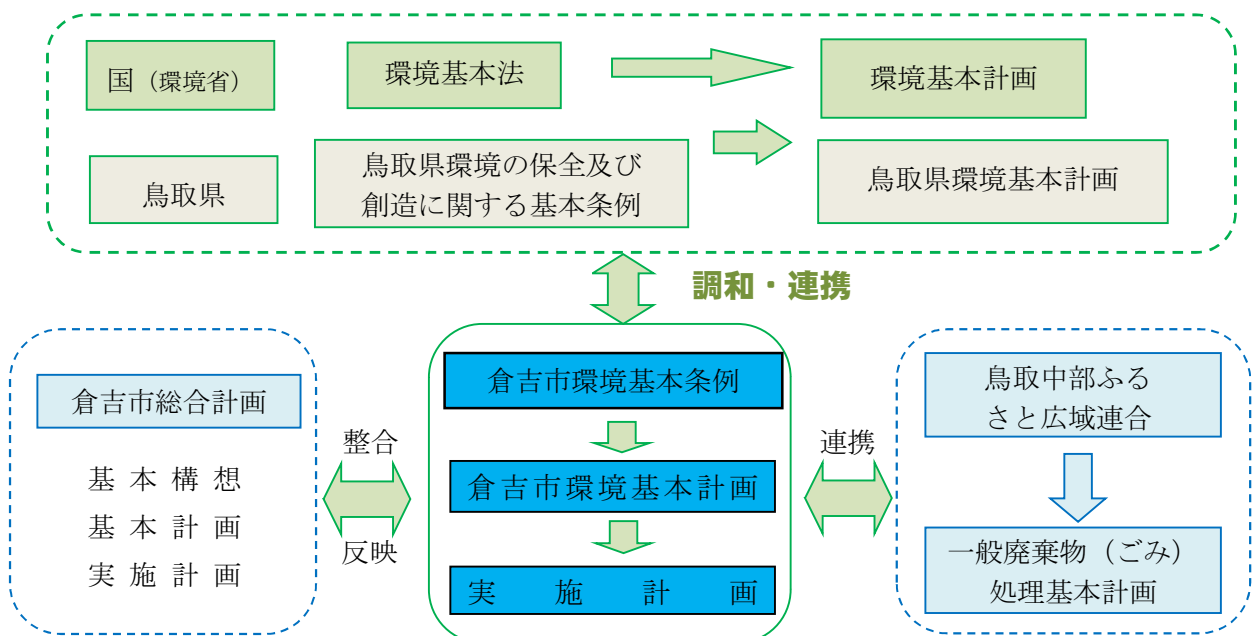 国（環境省）
環境基本法
環境基本計画
鳥取県
鳥取県環境の保全及び
創造に関する基本条例
鳥取県環境基本計画
調和・連携
倉吉市総合計画
基本構想
基本計画
実施計画
整合
反映
倉吉市環境基本条例
倉吉市環境基本計画
実施計画
連携
鳥取中部ふる
さと広域連合
一般廃棄物（ごみ）
処理基本計画